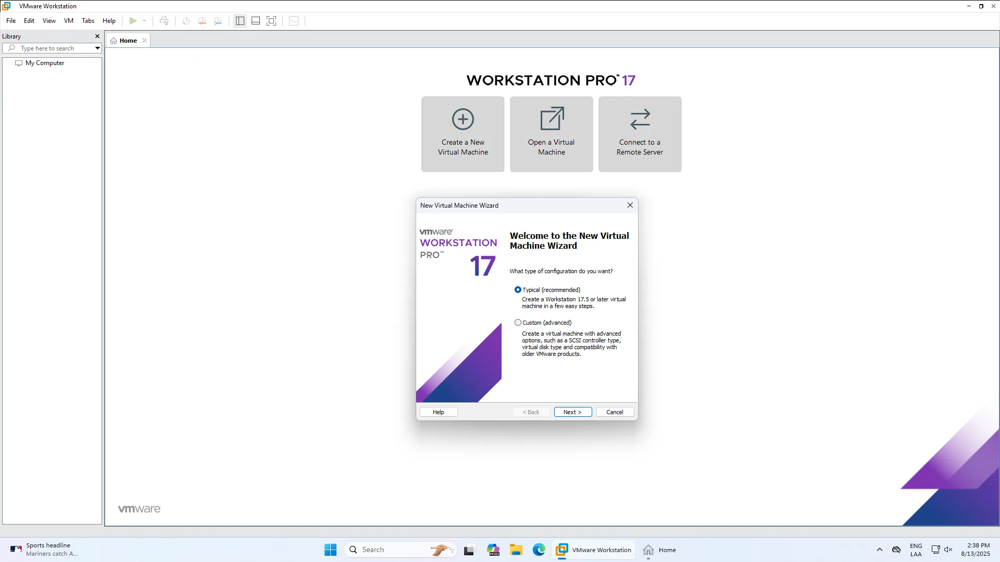 VMware Workstation
File Edit View VM Tabs Help
Library
Type here to search
My Computer
Home
WORKSTATION PRO™ 17
Create a New
Virtual Machine
Open a Virtual
Machine
Connect to a
Remote Server
New Virtual Machine Wizard
vmware
WORKSTATION
PRO™
17
Welcome to the New Virtual
Machine Wizard
What type of configuration do you want?
Typical (recommended)
Create a Workstation 17.5 or later virtual
machine in a few easy steps.
Custom (advanced)
Create a virtual machine with advanced
options, such as a SCSI controller type,
virtual disk type and compatibility with
older VMware products.
Help
< Back
Next >
Cancel
vmware
Sports headline
Mariners catch A...
Search
M365
VMware Workstation
Home
ENG
LAA
2:38 PM
8/13/2025